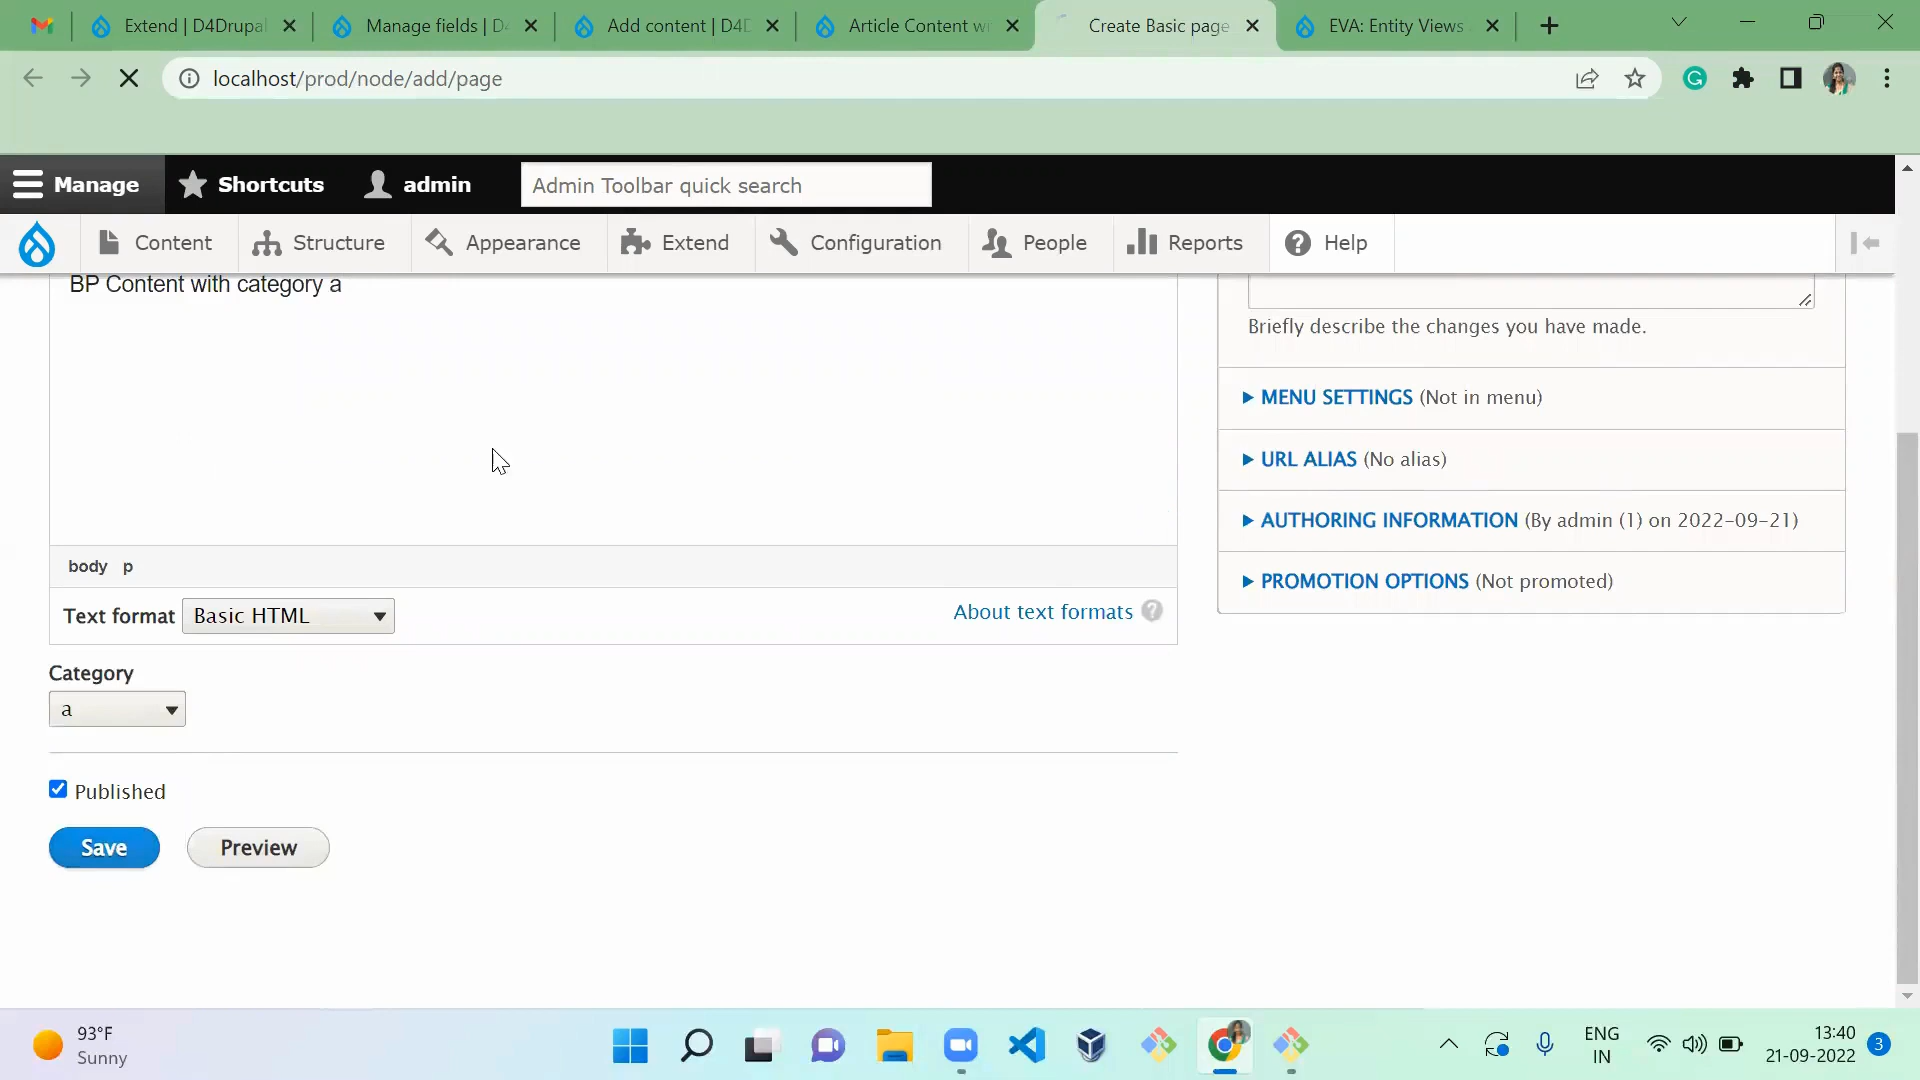 Extend | D4Drupal
Manage fields | D4
Add content | D4D
Article Content wi
Create Basic page
EVA: Entity Views
localhost/prod/node/add/page
Manage
Shortcuts
admin
Admin Toolbar quick search
Content
Structure
Appearance
Extend
Configuration
People
Reports
Help
BP Content with category a
Briefly describe the changes you have made.
MENU SETTINGS (Not in menu)
URL ALIAS (No alias)
AUTHORING INFORMATION (By admin (1) on 2022-09-21)
PROMOTION OPTIONS (Not promoted)
body p
Text format Basic HTML
About text formats ?
Category
a
Published
Save
Preview
93°F
Sunny
ENG
IN
13:40
21-09-2022
3